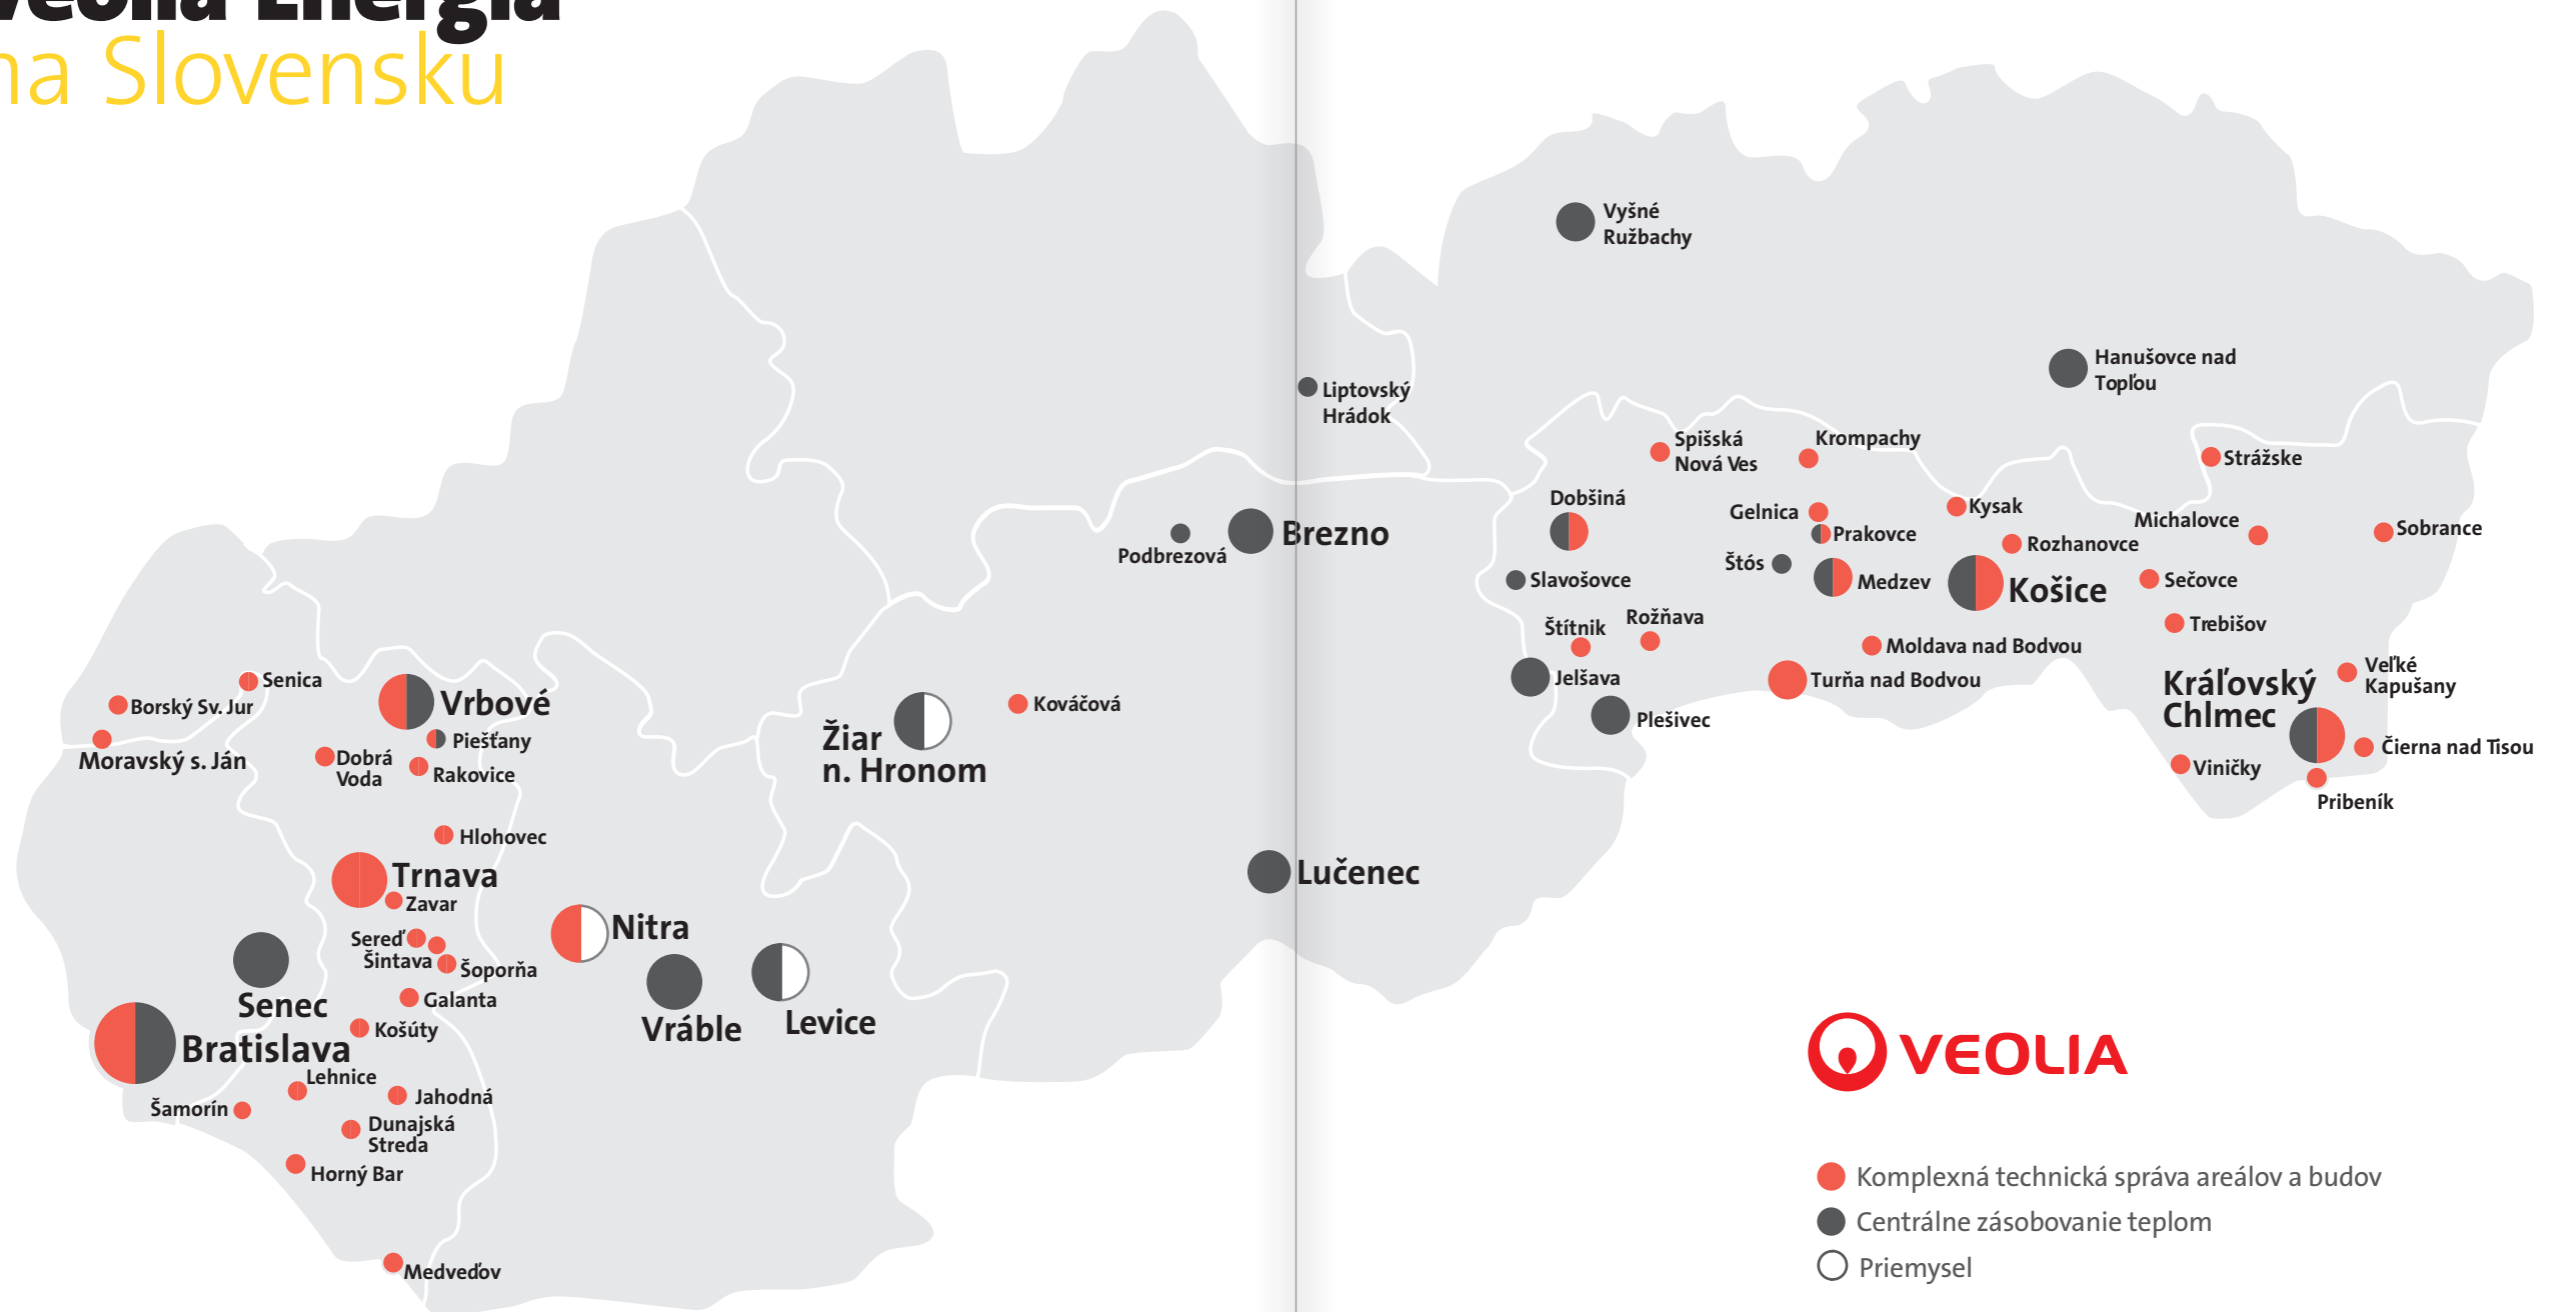 Veolia Energia
na Slovensku
Vyšné
Ružbachy
Hanušovce nad
Topľou
Liptovský
Hrádok
Spišská
Nová Ves
Krompachy
Strážske
Dobšiná
Gelnica
Kysak
Michalovce
Sobrance
Podbrezová
Brezno
Prakovce
Rozhanovce
Štós
Slavošovce
Medzev
Košice
Sečovce
Štítnik
Rožňava
Trebišov
Moldava nad Bodvou
Jelšava
Turňa nad Bodvou
Plešivec
Kráľovský
Chlmec
Veľké
Kapušany
Čierna nad Tisou
Viničky
Pribeník
Senica
Borský Sv. Jur
Moravský s. Ján
Vrbové
Piešťany
Dobrá
Voda
Rakovice
Žiar
n. Hronom
Kováčová
Hlohovec
Trnava
Zavar
Lučenec
Sereď
Šintava
Šoporňa
Nitra
Senec
Galanta
Vráble
Levice
Košúty
Bratislava
Lehnice
Jahodná
Šamorín
Dunajská
Streda
Horný Bar
Medveďov
VEOLIA
Komplexná technická správa areálov a budov
Centrálne zásobovanie teplom
Priemysel